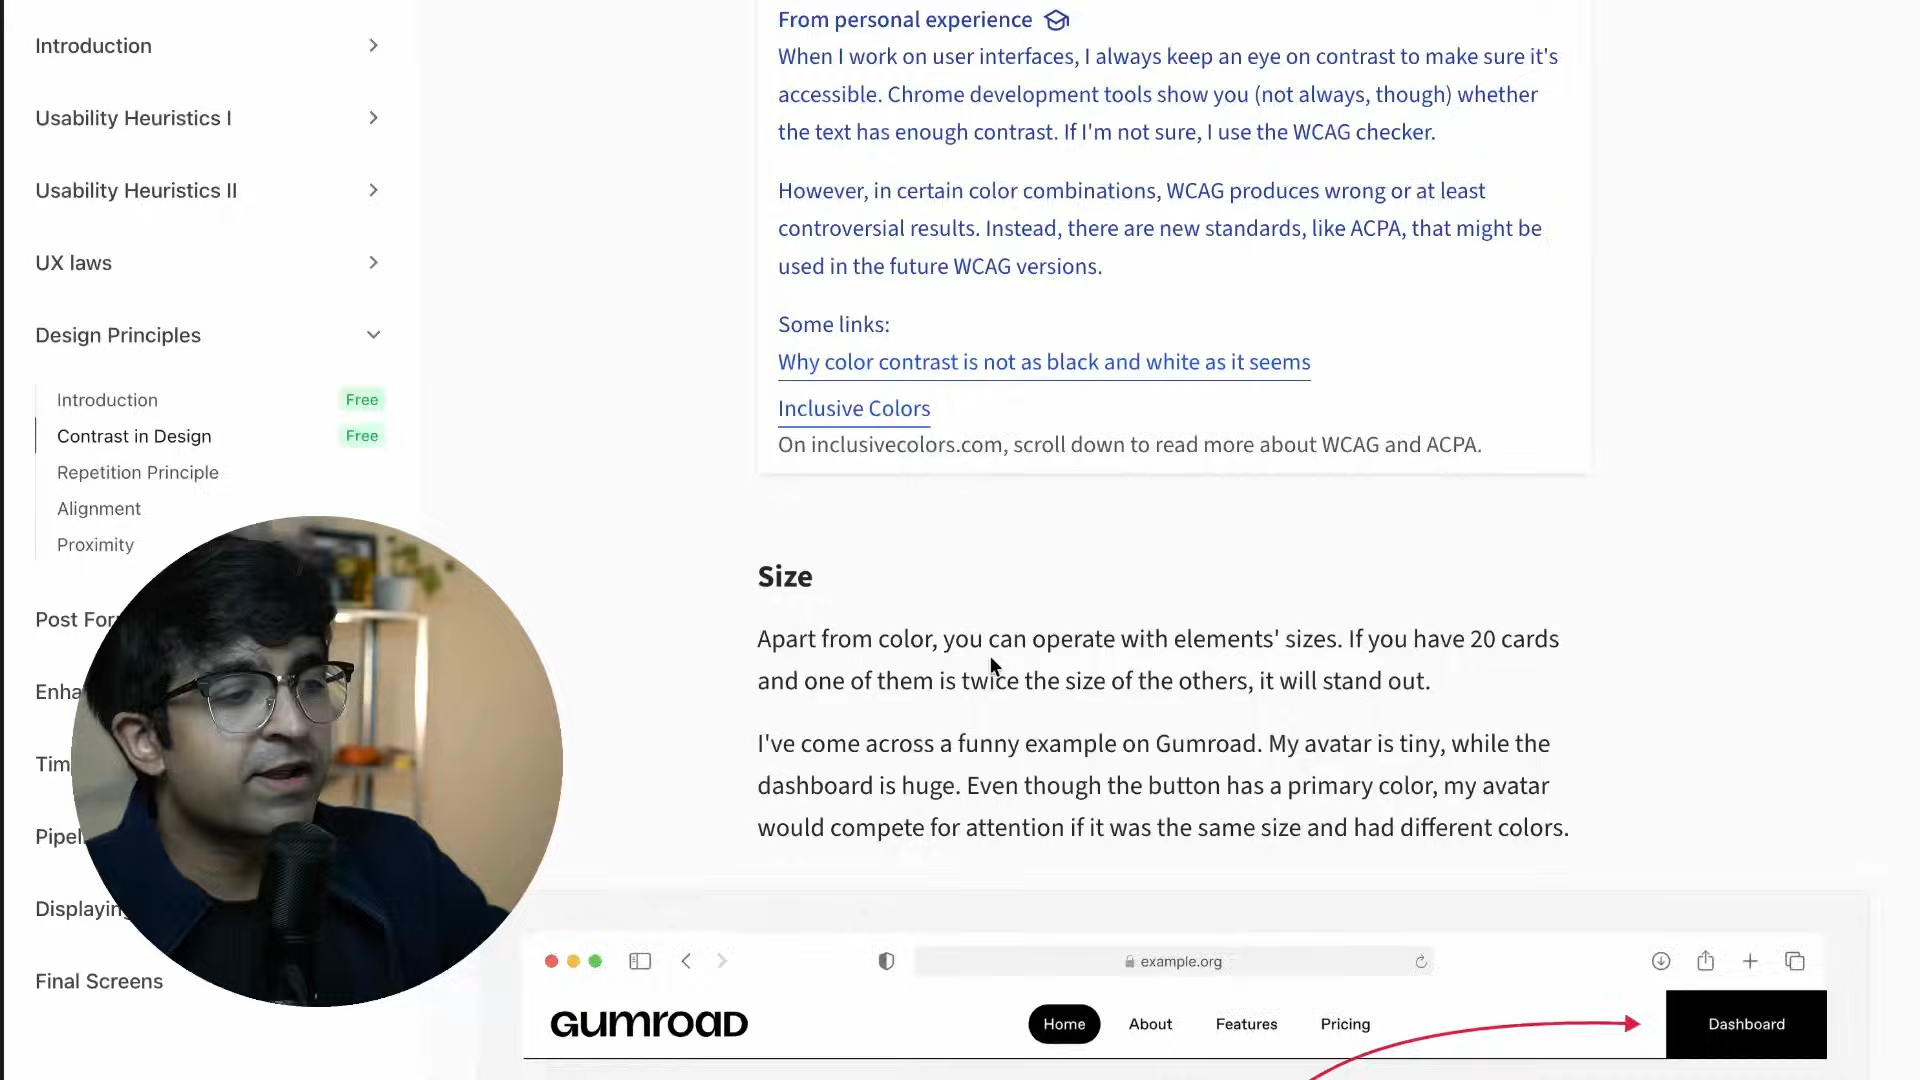 Introduction
Usability Heuristics I
Usability Heuristics II
UX laws
Design Principles
Introduction Free
Contrast in Design Free
Repetition Principle
Alignment
Proximity
Post
Displaying
Final Screens
From personal experience
When I work on user interfaces, I always keep an eye on contrast to make sure it's
accessible. Chrome development tools show you (not always, though) whether
the text has enough contrast. If I'm not sure, I use the WCAG checker.
However, in certain color combinations, WCAG produces wrong or at least
controversial results. Instead, there are new standards, like ACPA, that might be
used in the future WCAG versions.
Some links:
Why color contrast is not as black and white as it seems
Inclusive Colors
On inclusivecolors.com, scroll down to read more about WCAG and ACPA.
Size
Apart from color, you can operate with elements' sizes. If you have 20 cards
and one of them is twice the size of the others, it will stand out.
I've come across a funny example on Gumroad. My avatar is tiny, while the
dashboard is huge. Even though the button has a primary color, my avatar
would compete for attention if it was the same size and had different colors.
example.org
GUMROAD Home About Features Pricing Dashboard